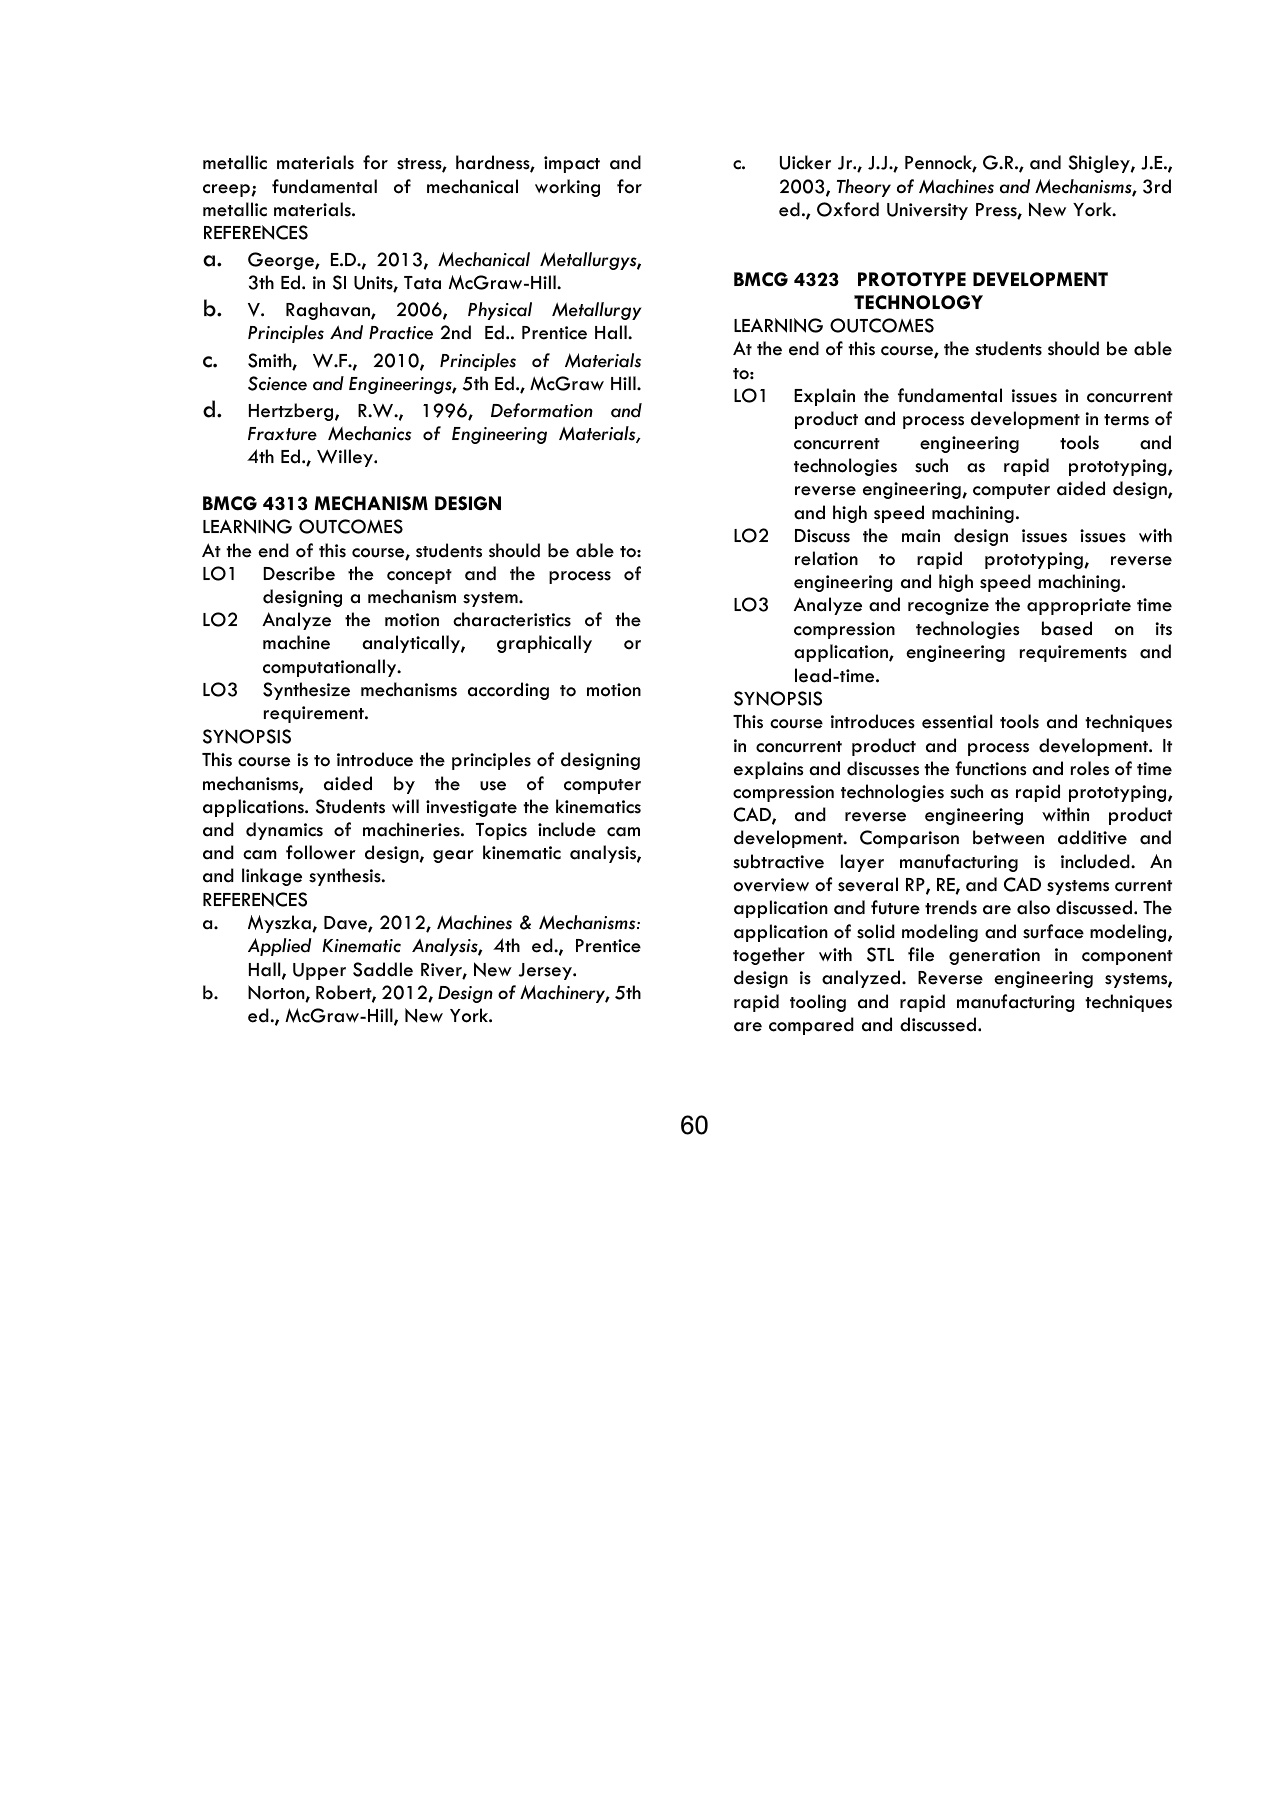 metallic materials for stress, hardness, impact and
creep; fundamental of mechanical working for
metallic materials.
REFERENCES
a. George, E.D., 2013, Mechanical Metallurgys,
3th Ed. in SI Units, Tata McGraw-Hill.
b. V. Raghavan, 2006, Physical Metallurgy
Principles And Practice 2nd Ed.. Prentice Hall.
c. Smith, W.F., 2010, Principles of Materials
Science and Engineerings, 5th Ed., McGraw Hill.
d. Hertzberg, R.W., 1996, Deformation and
Fraxture Mechanics of Engineering Materials,
4th Ed., Willey.
BMCG 4313 MECHANISM DESIGN
LEARNING OUTCOMES
At the end of this course, students should be able to:
LO1 Describe the concept and the process of
designing a mechanism system.
LO2 Analyze the motion characteristics of the
machine analytically, graphically or
computationally.
LO3 Synthesize mechanisms according to motion
requirement.
SYNOPSIS
This course is to introduce the principles of designing
mechanisms, aided by the use of computer
applications. Students will investigate the kinematics
and dynamics of machineries. Topics include cam
and cam follower design, gear kinematic analysis,
and linkage synthesis.
REFERENCES
a. Myszka, Dave, 2012, Machines & Mechanisms:
Applied Kinematic Analysis, 4th ed., Prentice
Hall, Upper Saddle River, New Jersey.
b. Norton, Robert, 2012, Design of Machinery, 5th
ed., McGraw-Hill, New York.
c. Uicker Jr., J.J., Pennock, G.R., and Shigley, J.E.,
2003, Theory of Machines and Mechanisms, 3rd
ed., Oxford University Press, New York.
BMCG 4323 PROTOTYPE DEVELOPMENT
TECHNOLOGY
LEARNING OUTCOMES
At the end of this course, the students should be able
to:
LO1 Explain the fundamental issues in concurrent
product and process development in terms of
concurrent engineering tools and
technologies such as rapid prototyping,
reverse engineering, computer aided design,
and high speed machining.
LO2 Discuss the main design issues issues with
relation to rapid prototyping, reverse
engineering and high speed machining.
LO3 Analyze and recognize the appropriate time
compression technologies based on its
application, engineering requirements and
lead-time.
SYNOPSIS
This course introduces essential tools and techniques
in concurrent product and process development. It
explains and discusses the functions and roles of time
compression technologies such as rapid prototyping,
CAD, and reverse engineering within product
development. Comparison between additive and
subtractive layer manufacturing is included. An
overview of several RP, RE, and CAD systems current
application and future trends are also discussed. The
application of solid modeling and surface modeling,
together with STL file generation in component
design is analyzed. Reverse engineering systems,
rapid tooling and rapid manufacturing techniques
are compared and discussed.
60